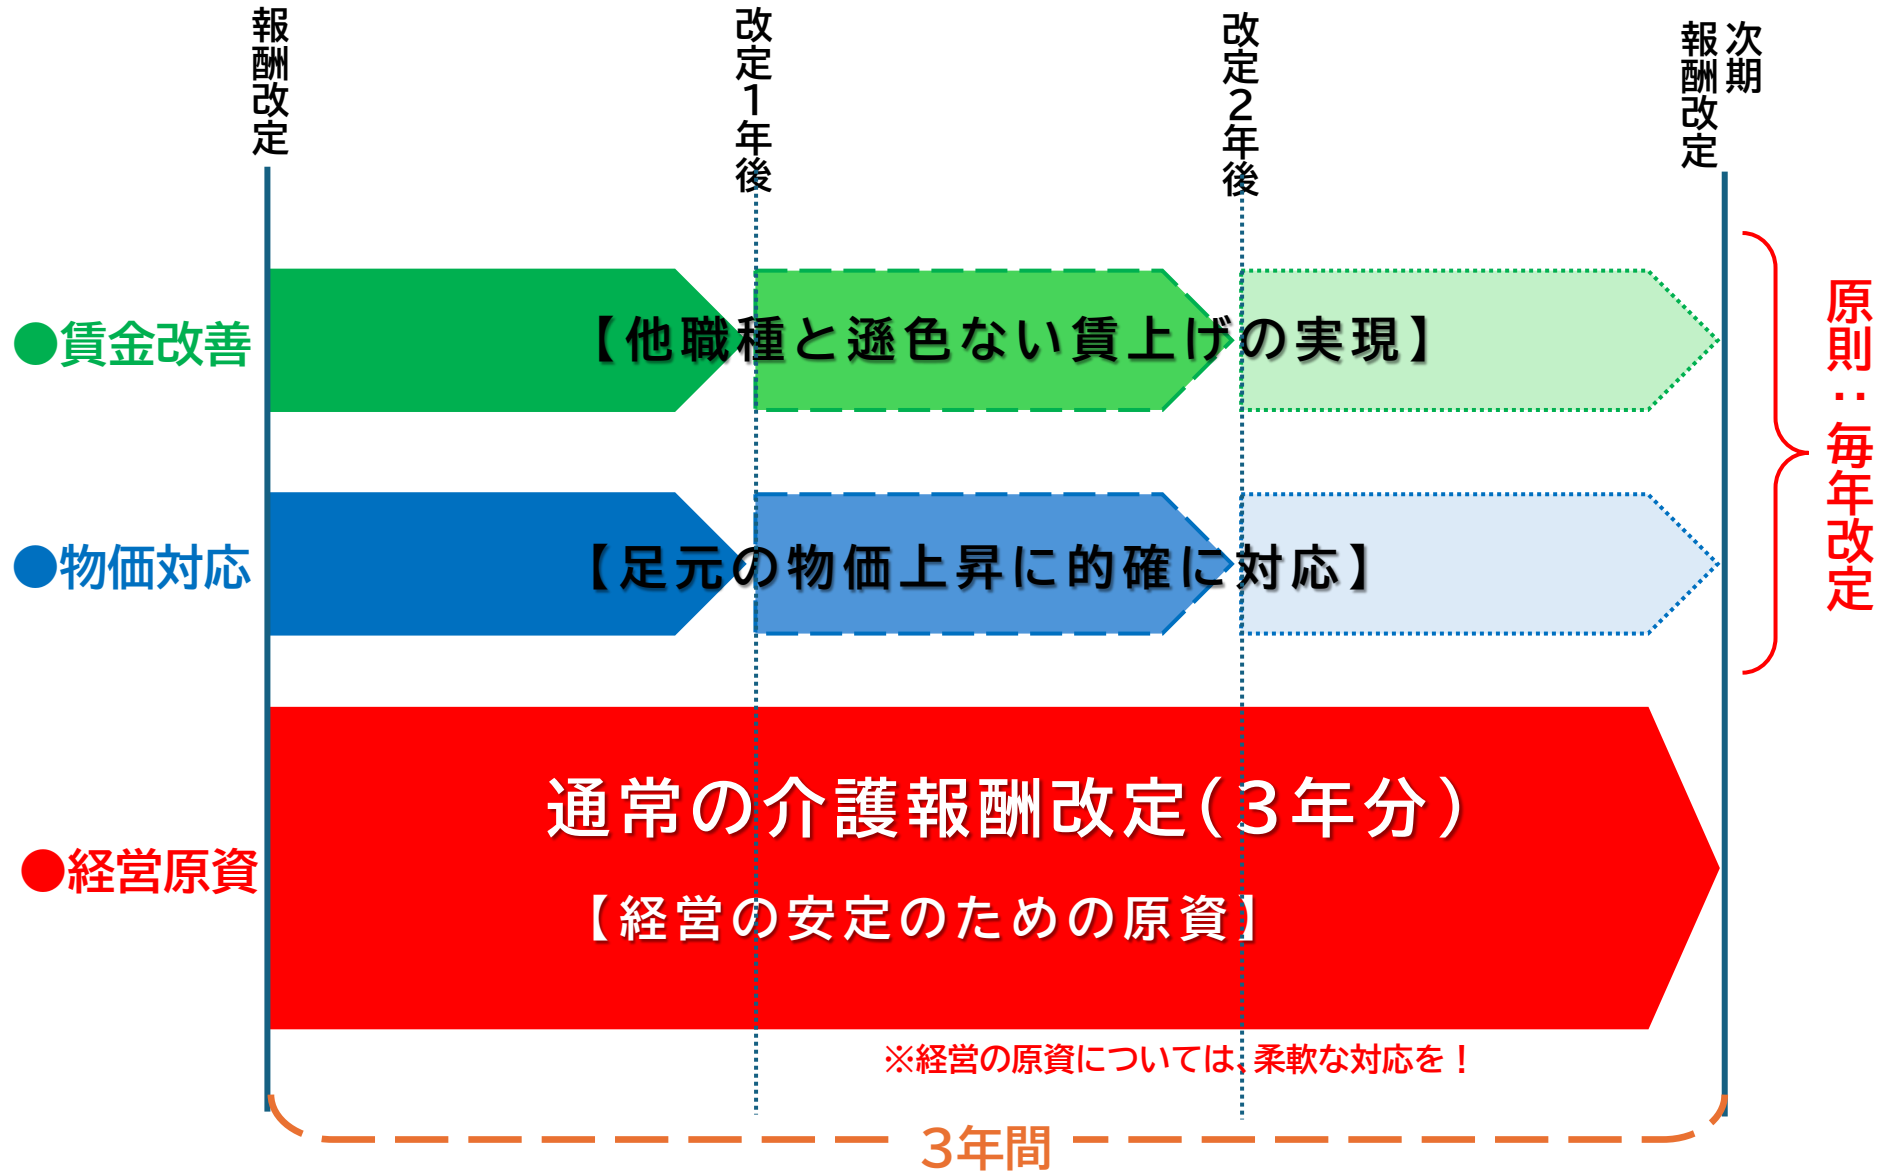 報酬改定
改定1年後
改定2年後
次期
報酬改定
●賃金改善
【他職種と遜色ない賃上げの実現】
●物価対応
【足元の物価上昇に的確に対応】
原則：毎年改定
●経営原資
通常の介護報酬改定（3年分）
【経営の安定のための原資】
※経営の原資については、柔軟な対応を！
3年間